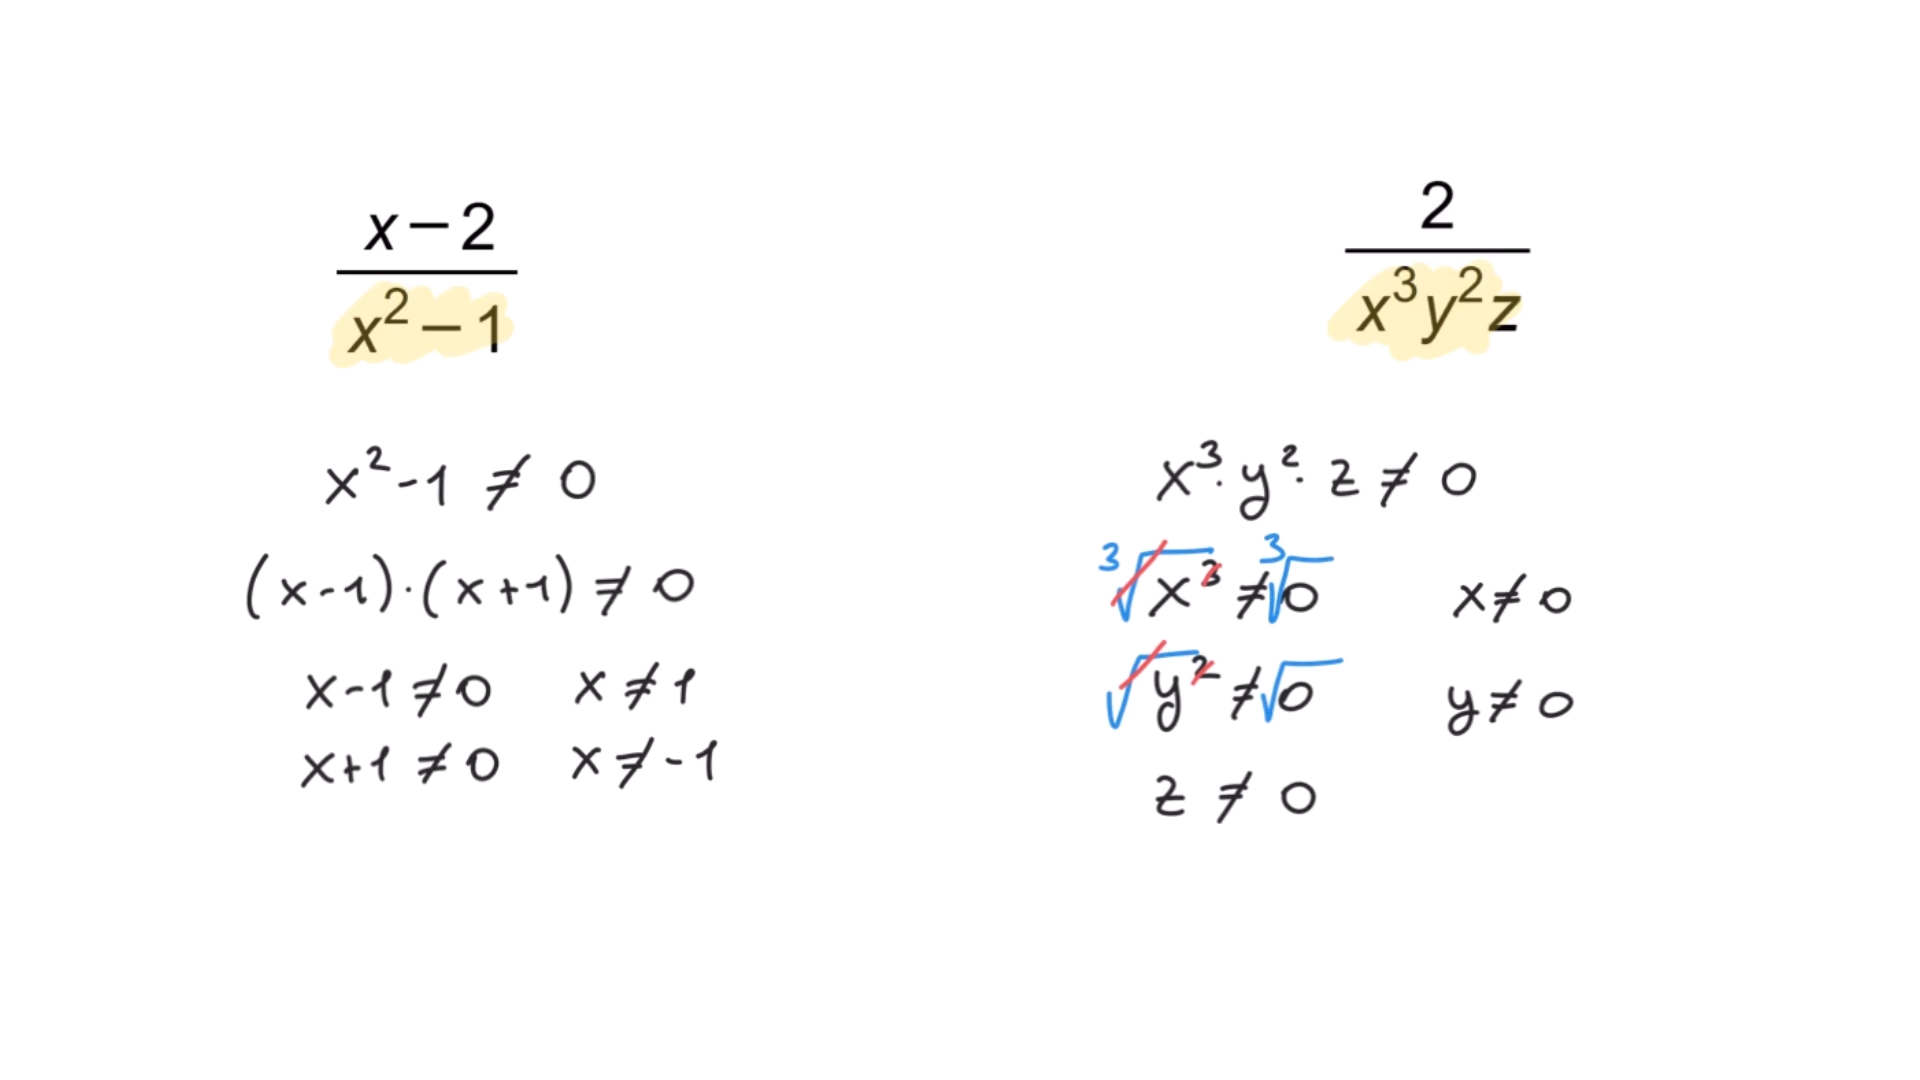 x − 2
x² − 1
x² - 1 ≠ 0
(x - 1) · (x + 1) ≠ 0
x - 1 ≠ 0 x ≠ 1
x + 1 ≠ 0 x ≠ - 1
2
x³y²z
x³ · y² · z ≠ 0
∛x³ ≠ ∛0 x ≠ 0
√y² ≠ √0 y ≠ 0
z ≠ 0